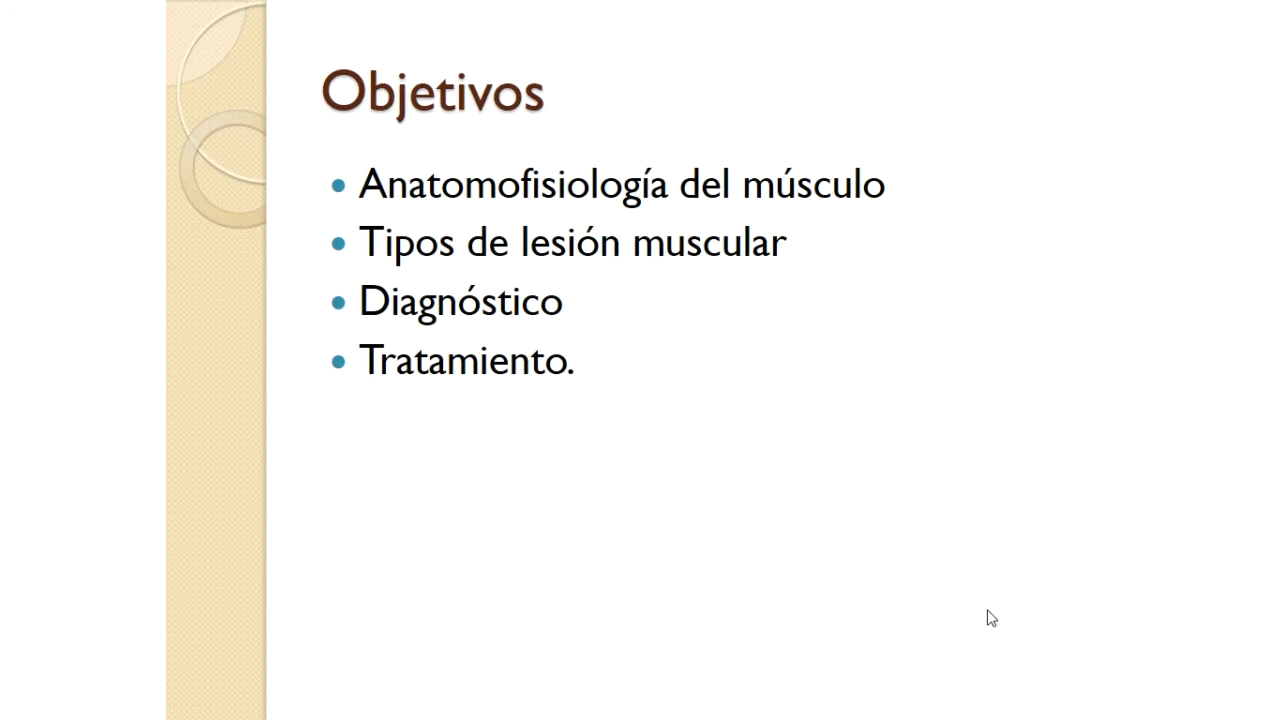 Objetivos
• Anatomofisiología del músculo
• Tipos de lesión muscular
• Diagnóstico
• Tratamiento.